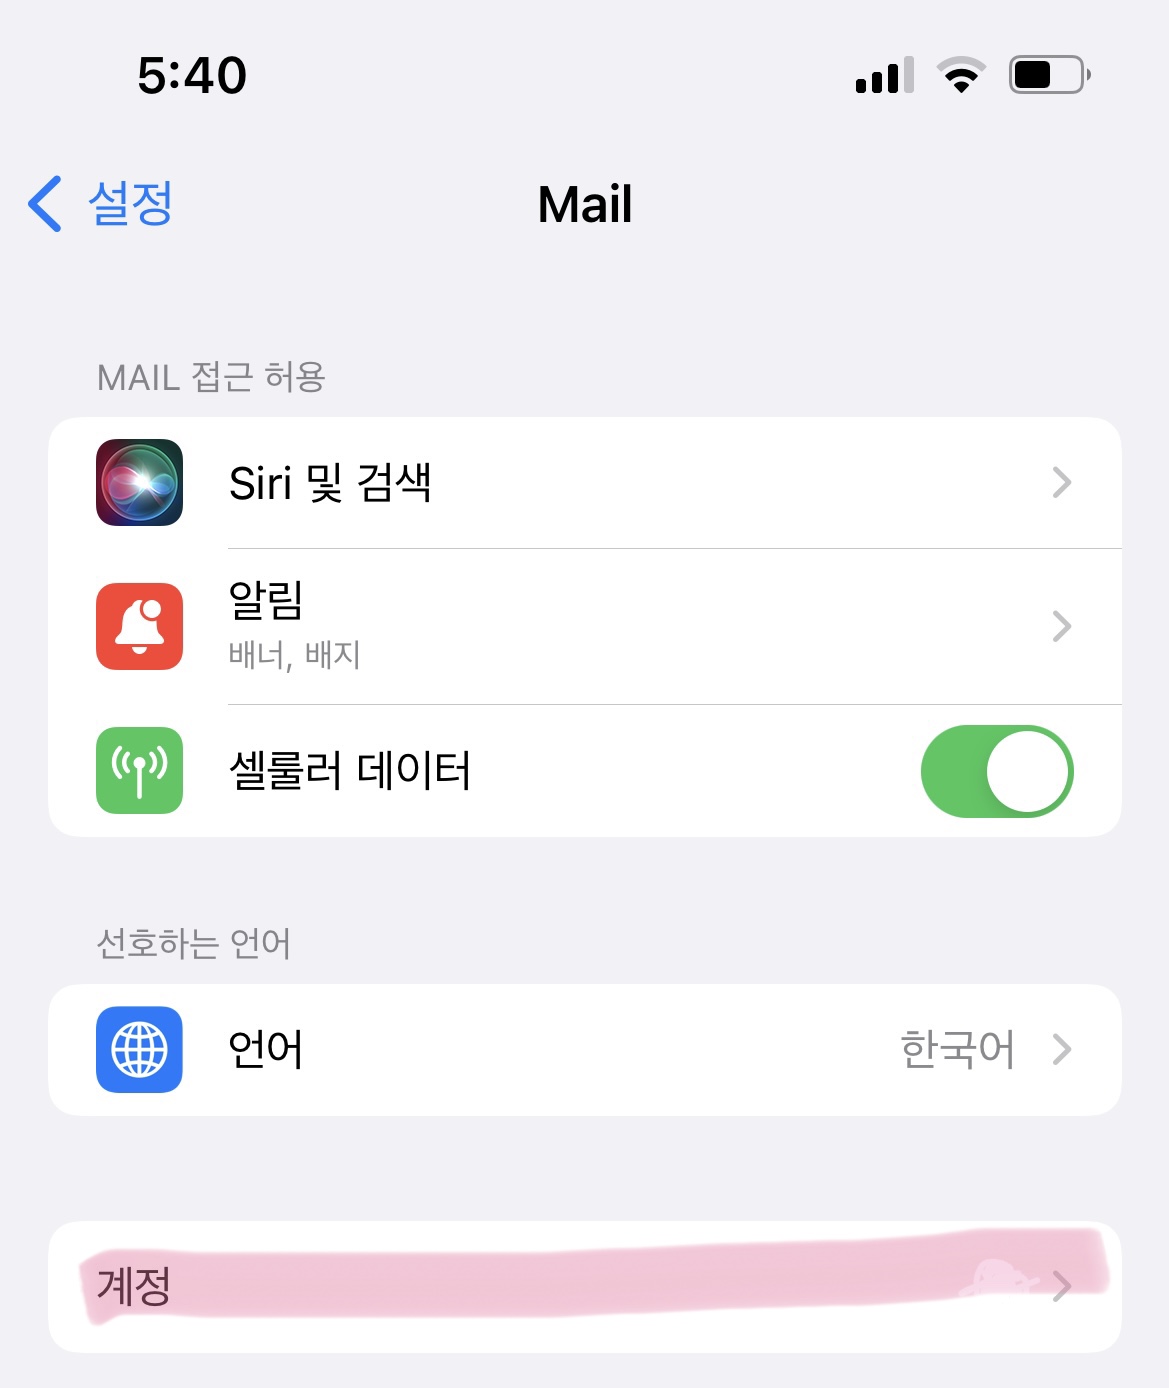 5:40
설정
Mail
MAIL 접근 허용
Siri 및 검색
알림
배너, 배지
셀룰러 데이터
선호하는 언어
언어 한국어
계정